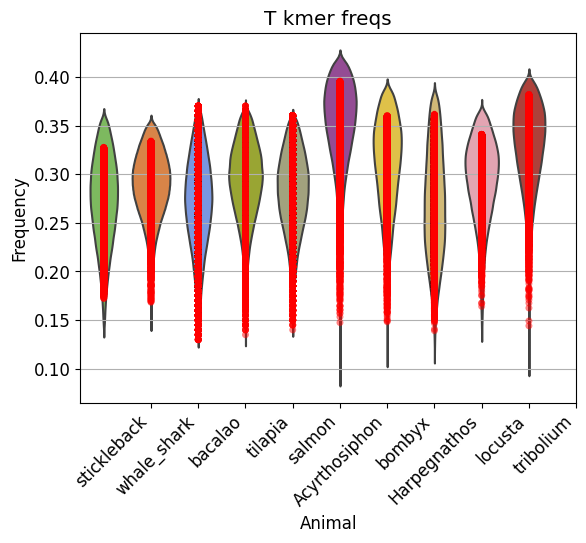 T kmer freqs
Frequency
0.40
0.35
0.30
0.25
0.20
0.15
0.10
stickleback
whale_shark
bacalao
tilapia
salmon
Acyrthosiphon
bombyx
Harpegnathos
locusta
tribolium
Animal